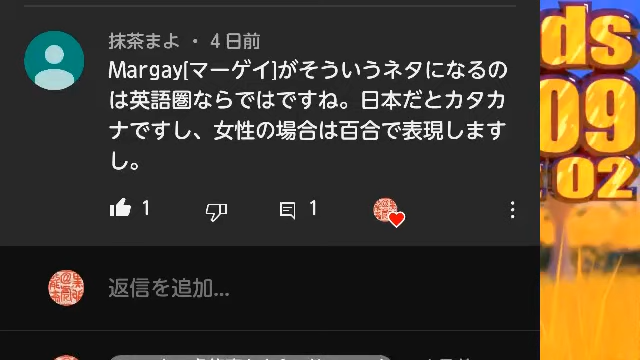 抹茶まよ・4日前
Margay[マーゲイ]がそういうネタになるの
は英語圏ならではですね。日本だとカタカ
ナですし、女性の場合は百合で表現します
し。
1
1
返信を追加...
ds
09
02